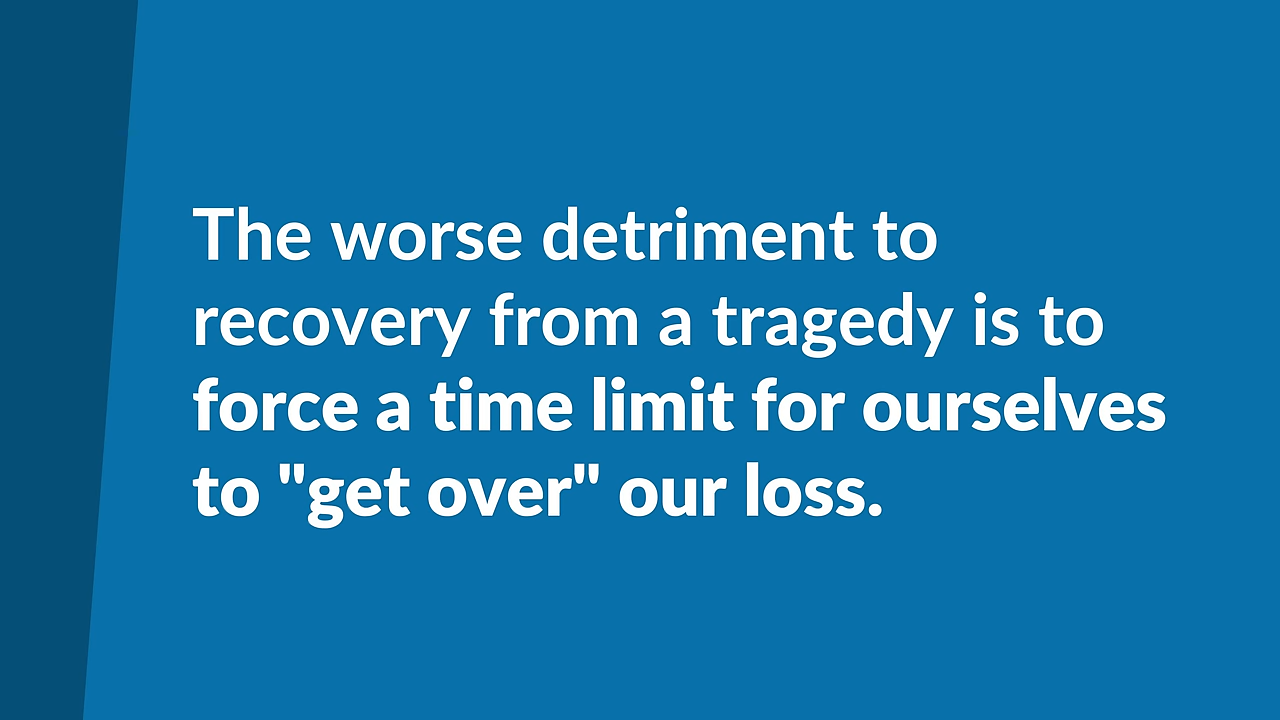 The worse detriment to
recovery from a tragedy is to
force a time limit for ourselves
to "get over" our loss.